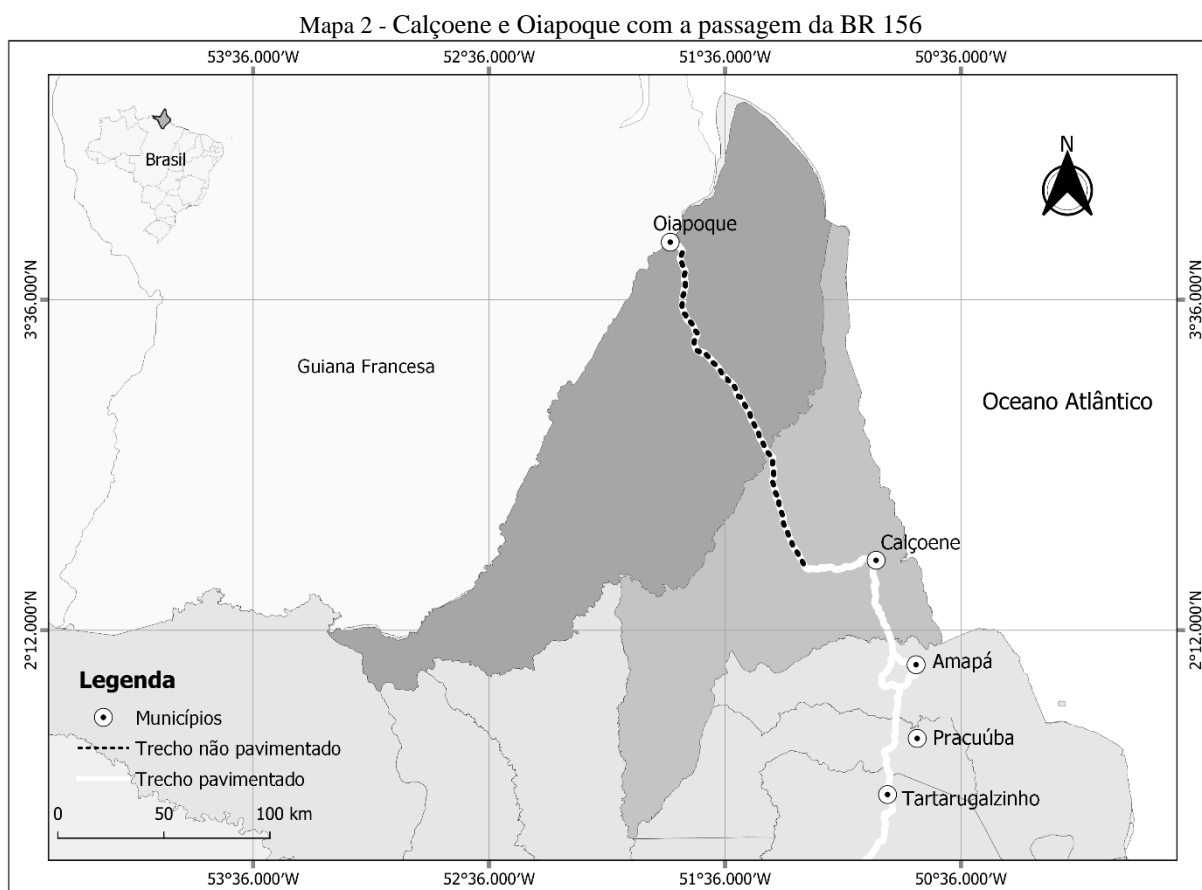 Mapa 2 - Calçoene e Oiapoque com a passagem da BR 156
53°36.000′W
52°36.000′W
51°36.000′W
50°36.000′W
Brasil
N
Oiapoque
3°36.000′N
3°36.000′N
Guiana Francesa
Oceano Atlântico
Calçoene
2°12.000′N
2°12.000′N
Amapá
Legenda
Municípios
Trecho não pavimentado
Trecho pavimentado
Pracuúba
Tartarugalzinho
0 50 100 km
53°36.000′W
52°36.000′W
51°36.000′W
50°36.000′W